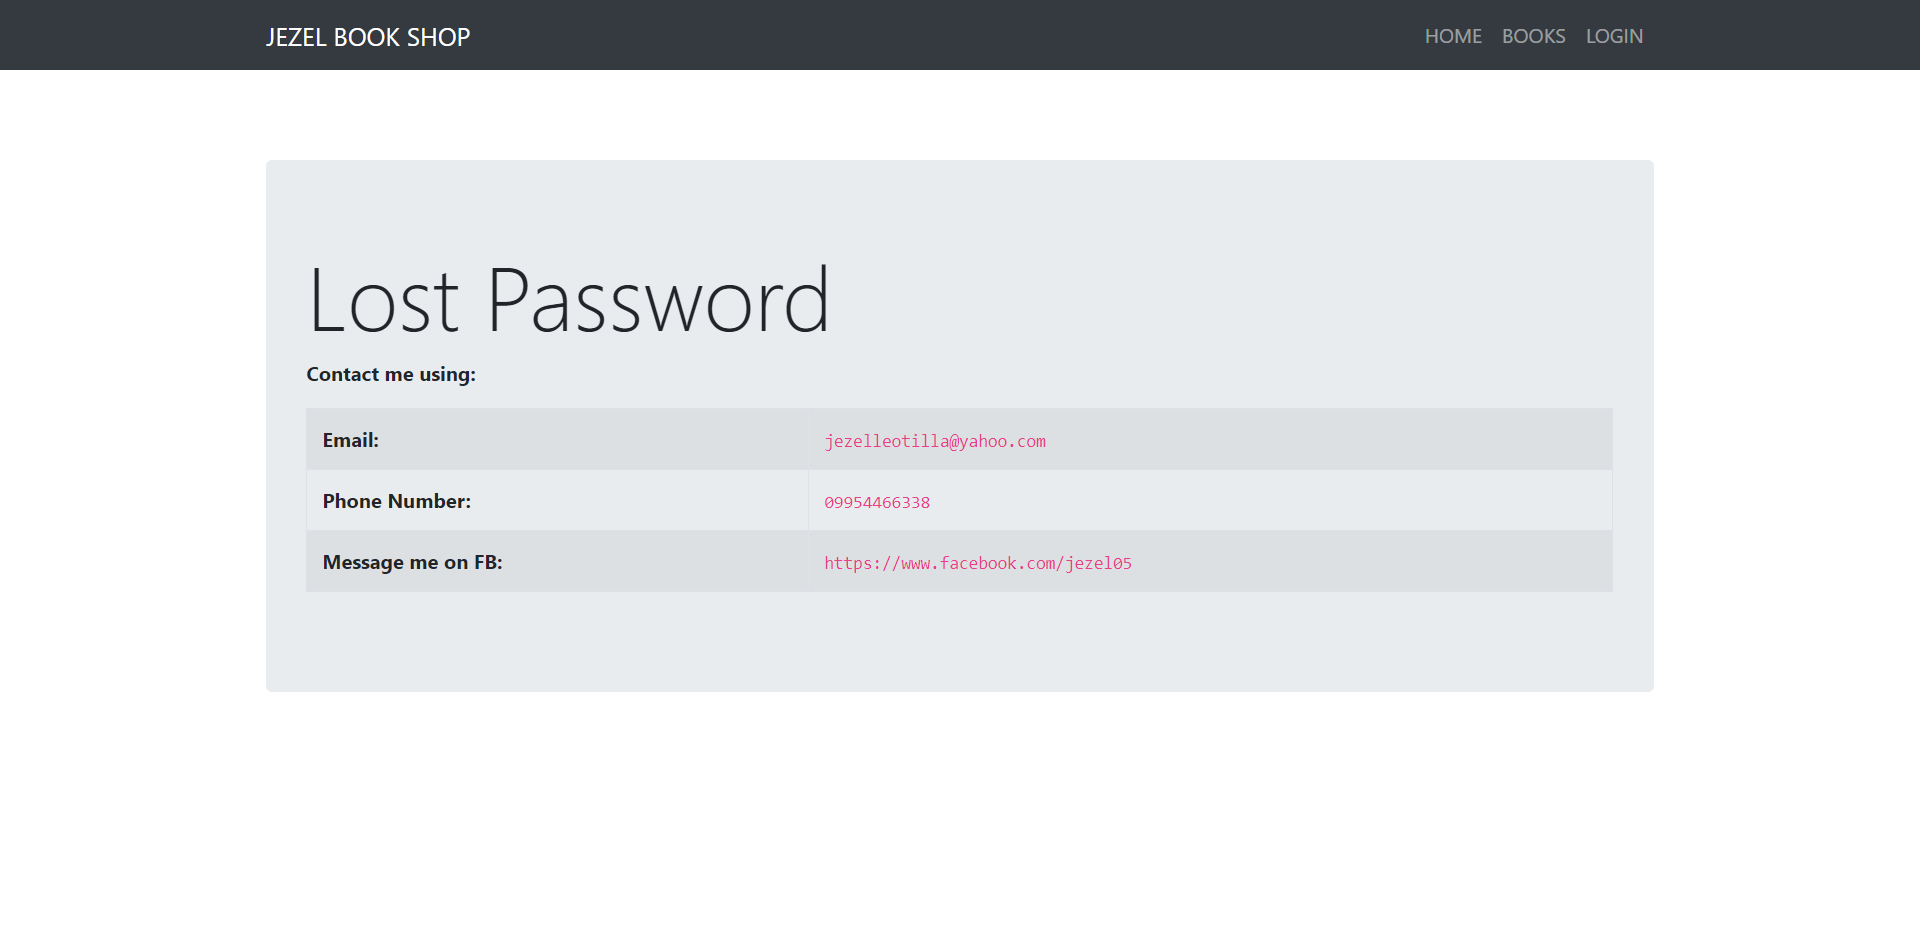 JEZEL BOOK SHOP
HOME BOOKS LOGIN
Lost Password
Contact me using:
Email: jezelleotilla@yahoo.com
Phone Number: 09954466338
Message me on FB: https://www.facebook.com/jezel05